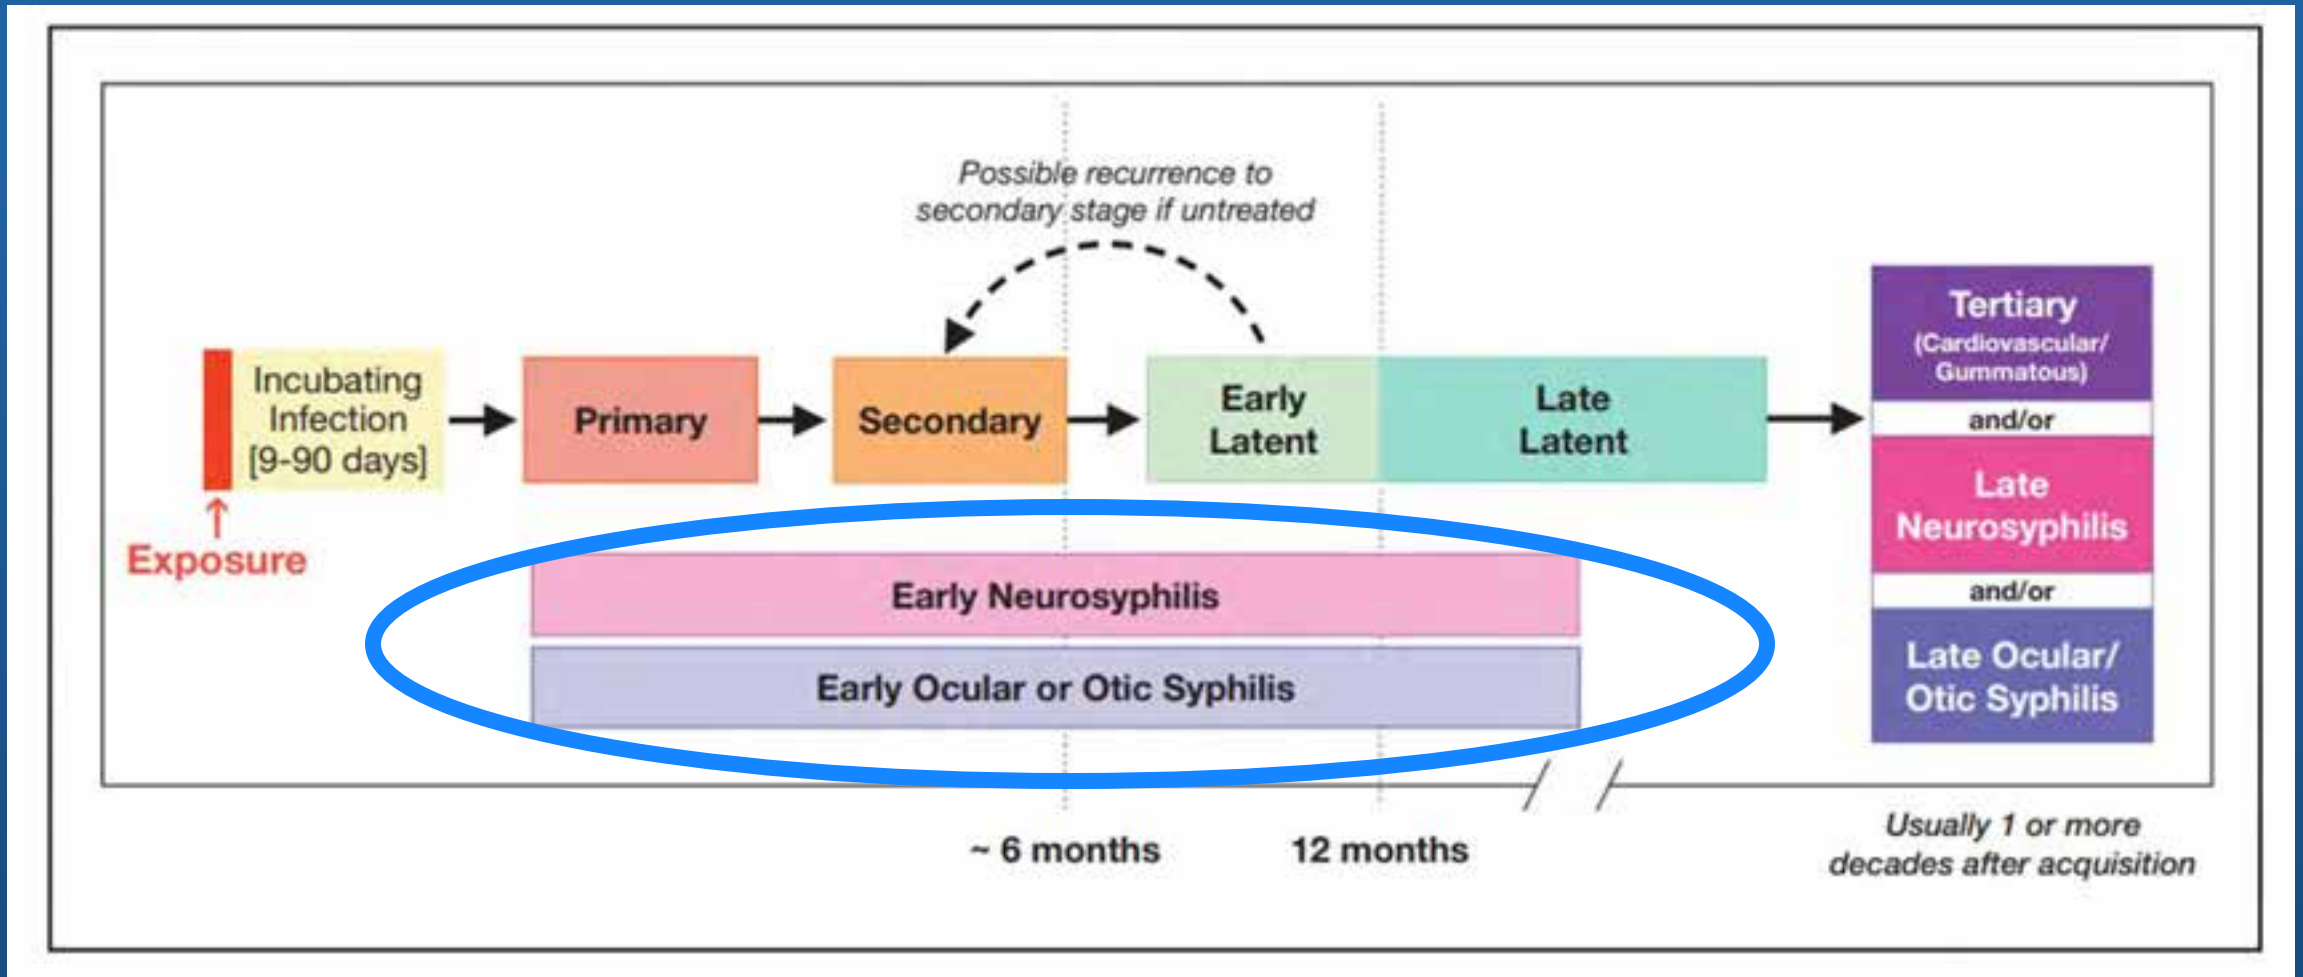 Possible recurrence to
secondary stage if untreated
Incubating
Infection
[9-90 days]
Exposure
Primary
Secondary
Early
Latent
Late
Latent
Tertiary
(Cardiovascular/
Gummatous)
and/or
Late
Neurosyphilis
and/or
Late Ocular/
Otic Syphilis
Early Neurosyphilis
Early Ocular or Otic Syphilis
~ 6 months
12 months
Usually 1 or more
decades after acquisition